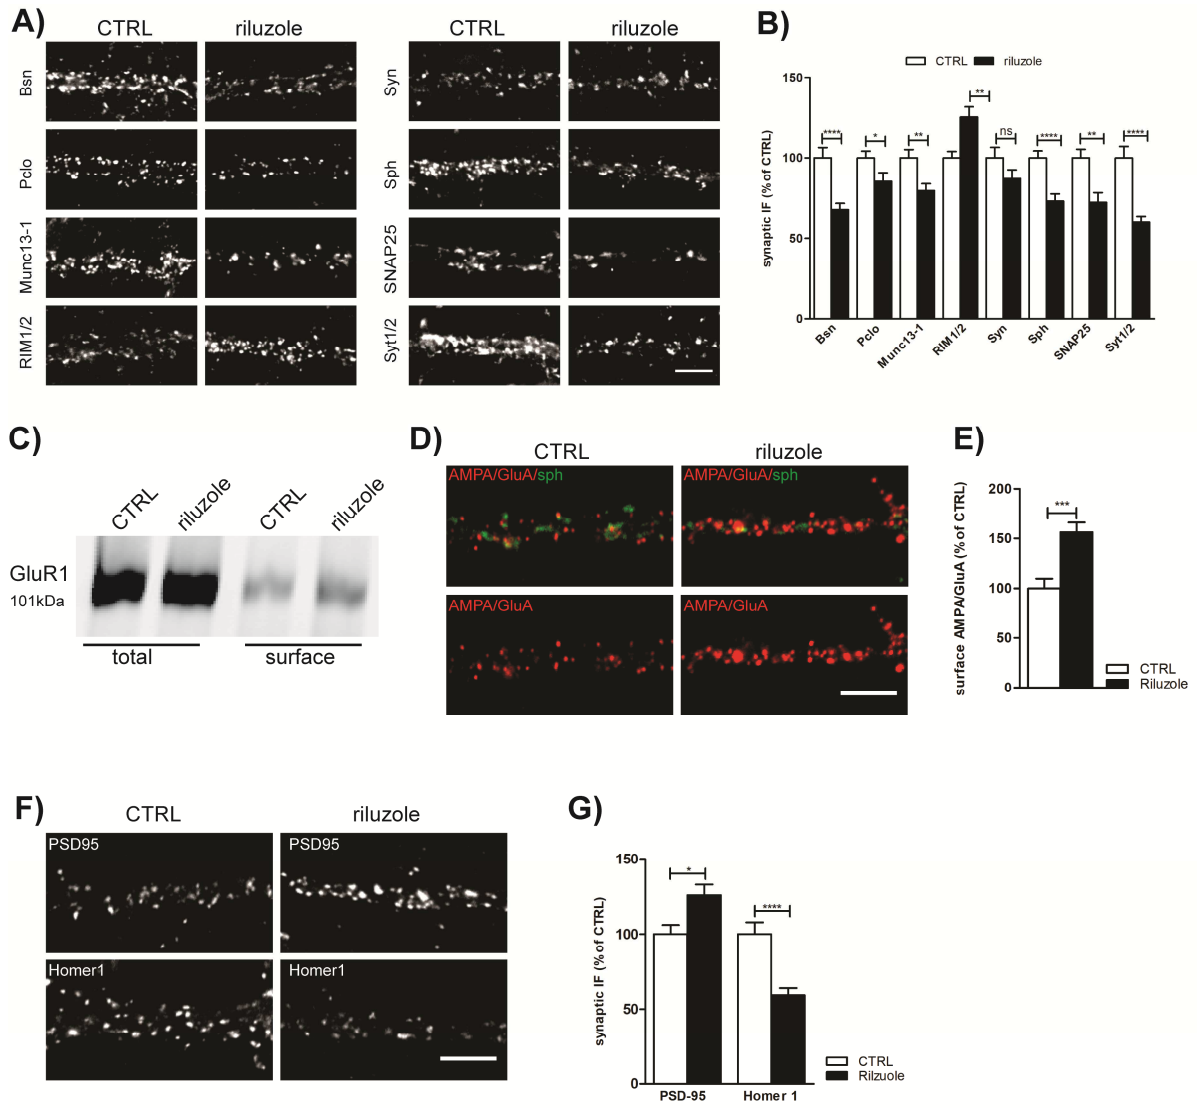 A)
CTRL riluzole
CTRL riluzole
Bsn
Pclo
Munc13-1
RIM1/2
Syn
Sph
SNAP25
Syt1/2
B)
CTRL riluzole
synaptic IF (% of CTRL)
150
100
50
0
**** * ** ** ns **** ** ****
Bsn Pclo Munc13-1 RIM1/2 Syn Sph SNAP25 Syt1/2
C)
CTRL riluzole CTRL riluzole
GluR1
101kDa
total surface
D)
CTRL riluzole
AMPA/GluA/sph AMPA/GluA/sph
AMPA/GluA AMPA/GluA
E)
surface AMPA/GluA (% of CTRL)
200
150
100
50
0
***
CTRL
Riluzole
F)
CTRL riluzole
PSD95 PSD95
Homer1 Homer1
G)
synaptic IF (% of CTRL)
150
100
50
0
* ****
PSD-95 Homer 1
CTRL
Rilzuole